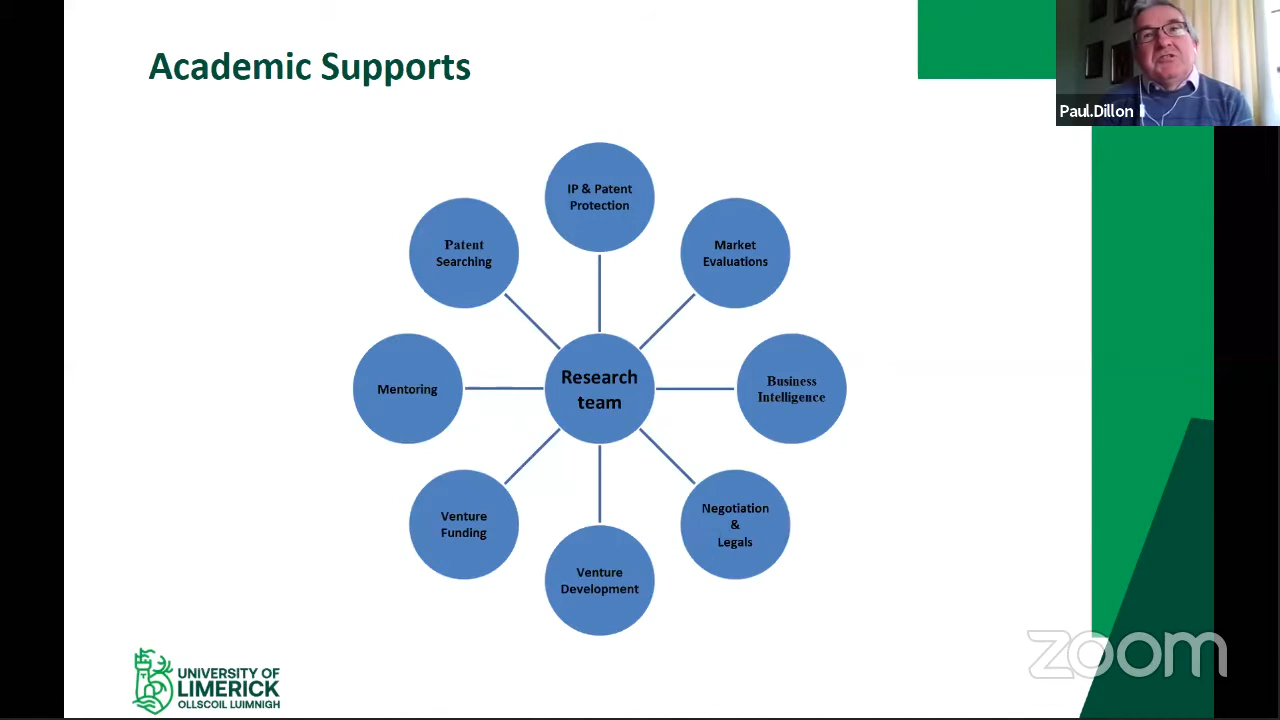 Academic Supports
Paul.Dillon
IP & Patent
Protection
Patent
Searching
Market
Evaluations
Mentoring
Research
team
Business
Intelligence
Venture
Funding
Negotiation
&
Legals
Venture
Development
UNIVERSITY OF
LIMERICK
OLLSCOIL LUIMNIGH
zoom